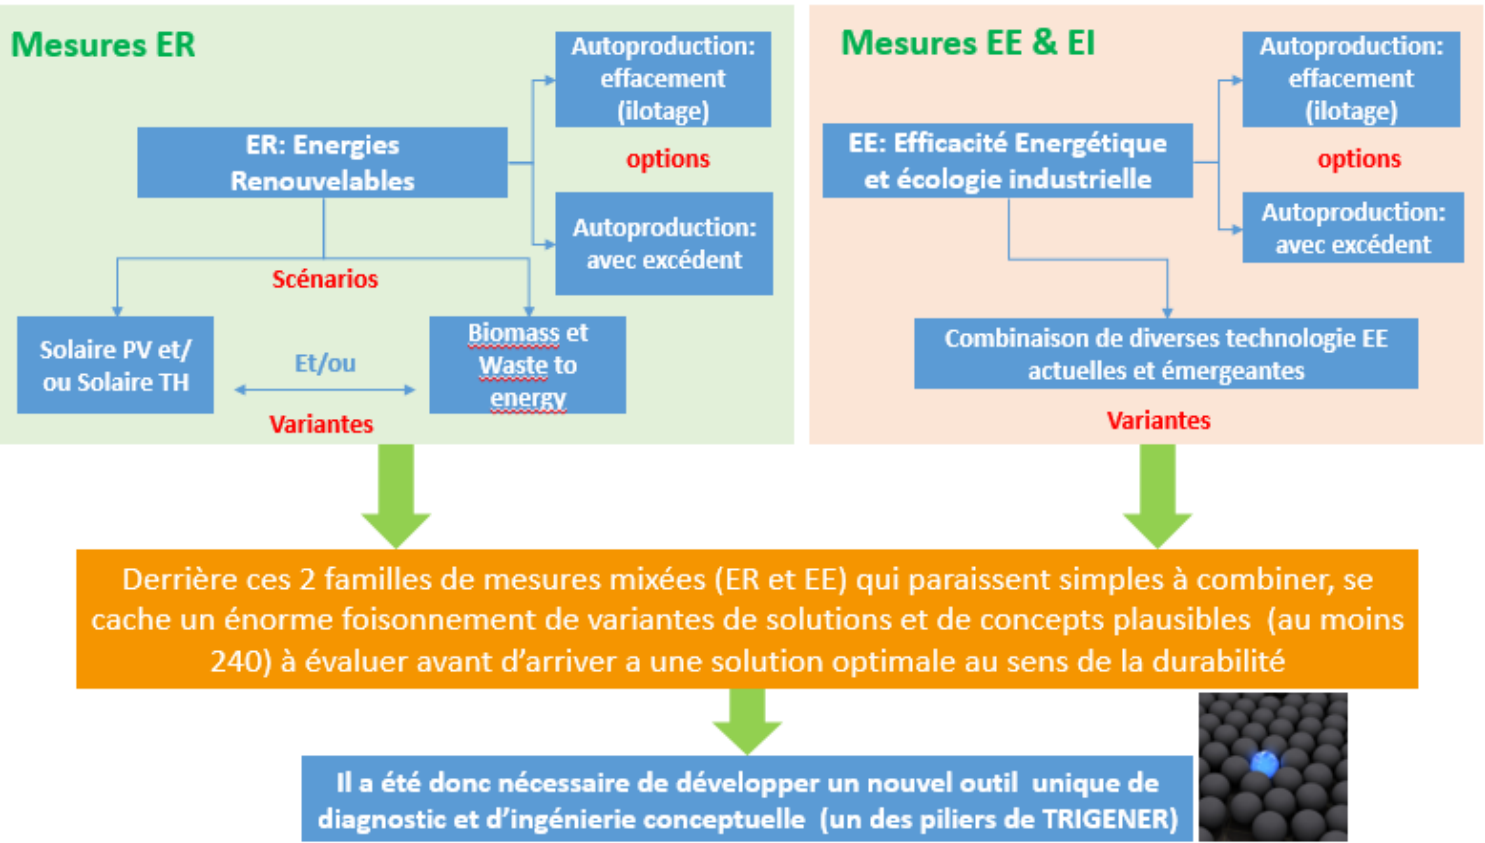 Mesures ER
Autoproduction:
effacement
(ilotage)
ER: Energies
Renouvelables
options
Autoproduction:
avec excédent
Scénarios
Solaire PV et/
ou Solaire TH
Et/ou
Biomass et
Waste to
energy
Variantes
Mesures EE & EI
Autoproduction:
effacement
(ilotage)
EE: Efficacité Energétique
et écologie industrielle
options
Autoproduction:
avec excédent
Combinaison de diverses technologie EE
actuelles et émergeantes
Variantes
Derrière ces 2 familles de mesures mixées (ER et EE) qui paraissent simples à combiner, se
cache un énorme foisonnement de variantes de solutions et de concepts plausibles (au moins
240) à évaluer avant d’arriver a une solution optimale au sens de la durabilité
Il a été donc nécessaire de développer un nouvel outil unique de
diagnostic et d’ingénierie conceptuelle (un des piliers de TRIGENER)